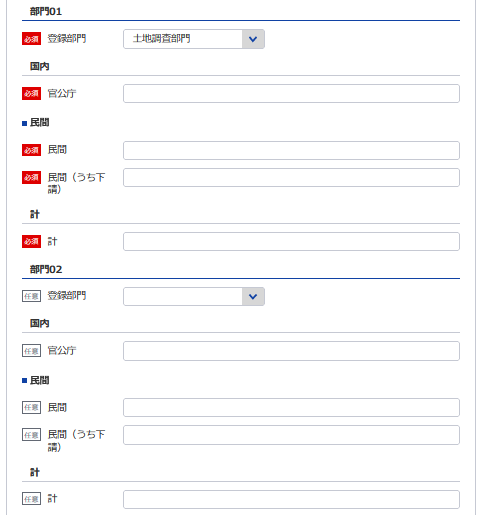 部門01
必須 登録部門 土地調査部門
国内
必須 官公庁
民間
必須 民間
必須 民間（うち下
請）
計
必須 計
部門02
任意 登録部門
国内
任意 官公庁
民間
任意 民間
任意 民間（うち下
請）
計
任意 計